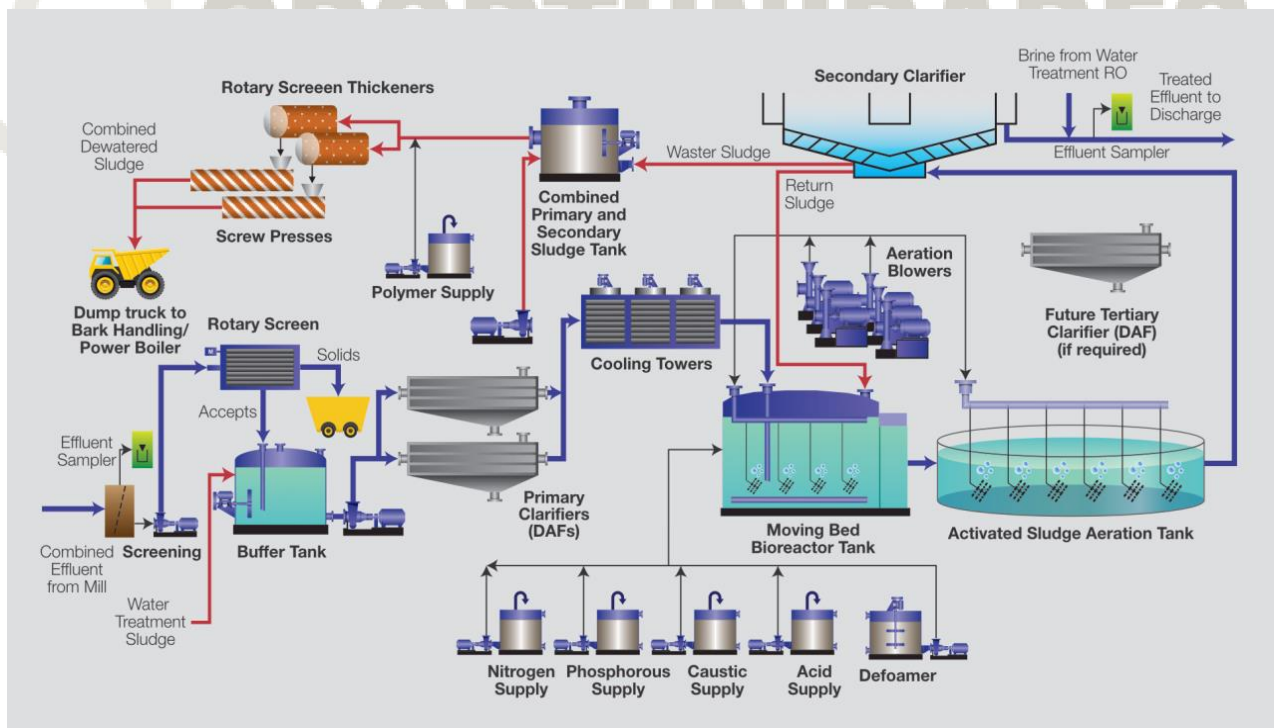 OPORTUNIDADES
Rotary Screeen Thickeners
Combined
Dewatered
Sludge
Screw Presses
Dump truck to
Bark Handling/
Power Boiler
Polymer Supply
Combined
Primary and
Secondary
Sludge Tank
Waster Sludge
Return
Sludge
Secondary Clarifier
Brine from Water
Treatment RO
Treated
Effluent to
Discharge
Effluent Sampler
Aeration
Blowers
Future Tertiary
Clarifier (DAF)
(if required)
Rotary Screen
Solids
Accepts
Effluent
Sampler
Combined
Effluent
from Mill
Screening
Buffer Tank
Water
Treatment
Sludge
Primary
Clarifiers
(DAFs)
Cooling Towers
Moving Bed
Bioreactor Tank
Activated Sludge Aeration Tank
Nitrogen
Supply
Phosphorous
Supply
Caustic
Supply
Acid
Supply
Defoamer